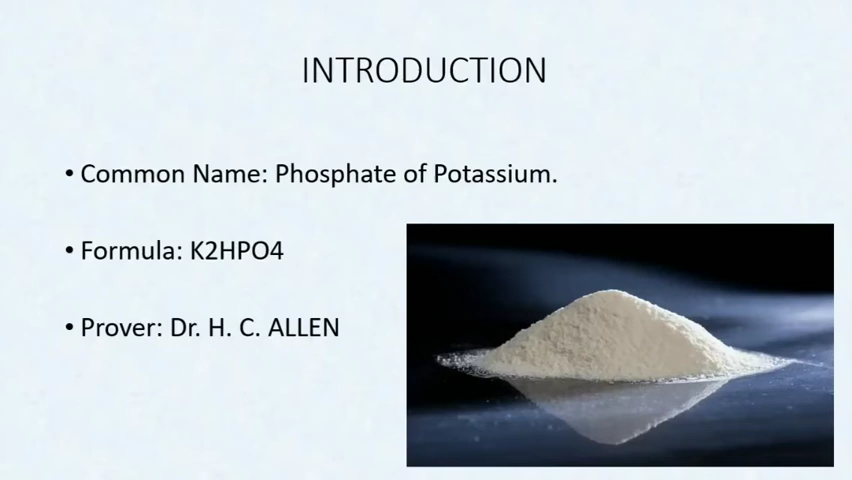 INTRODUCTION
• Common Name: Phosphate of Potassium.
• Formula: K2HPO4
• Prover: Dr. H. C. ALLEN